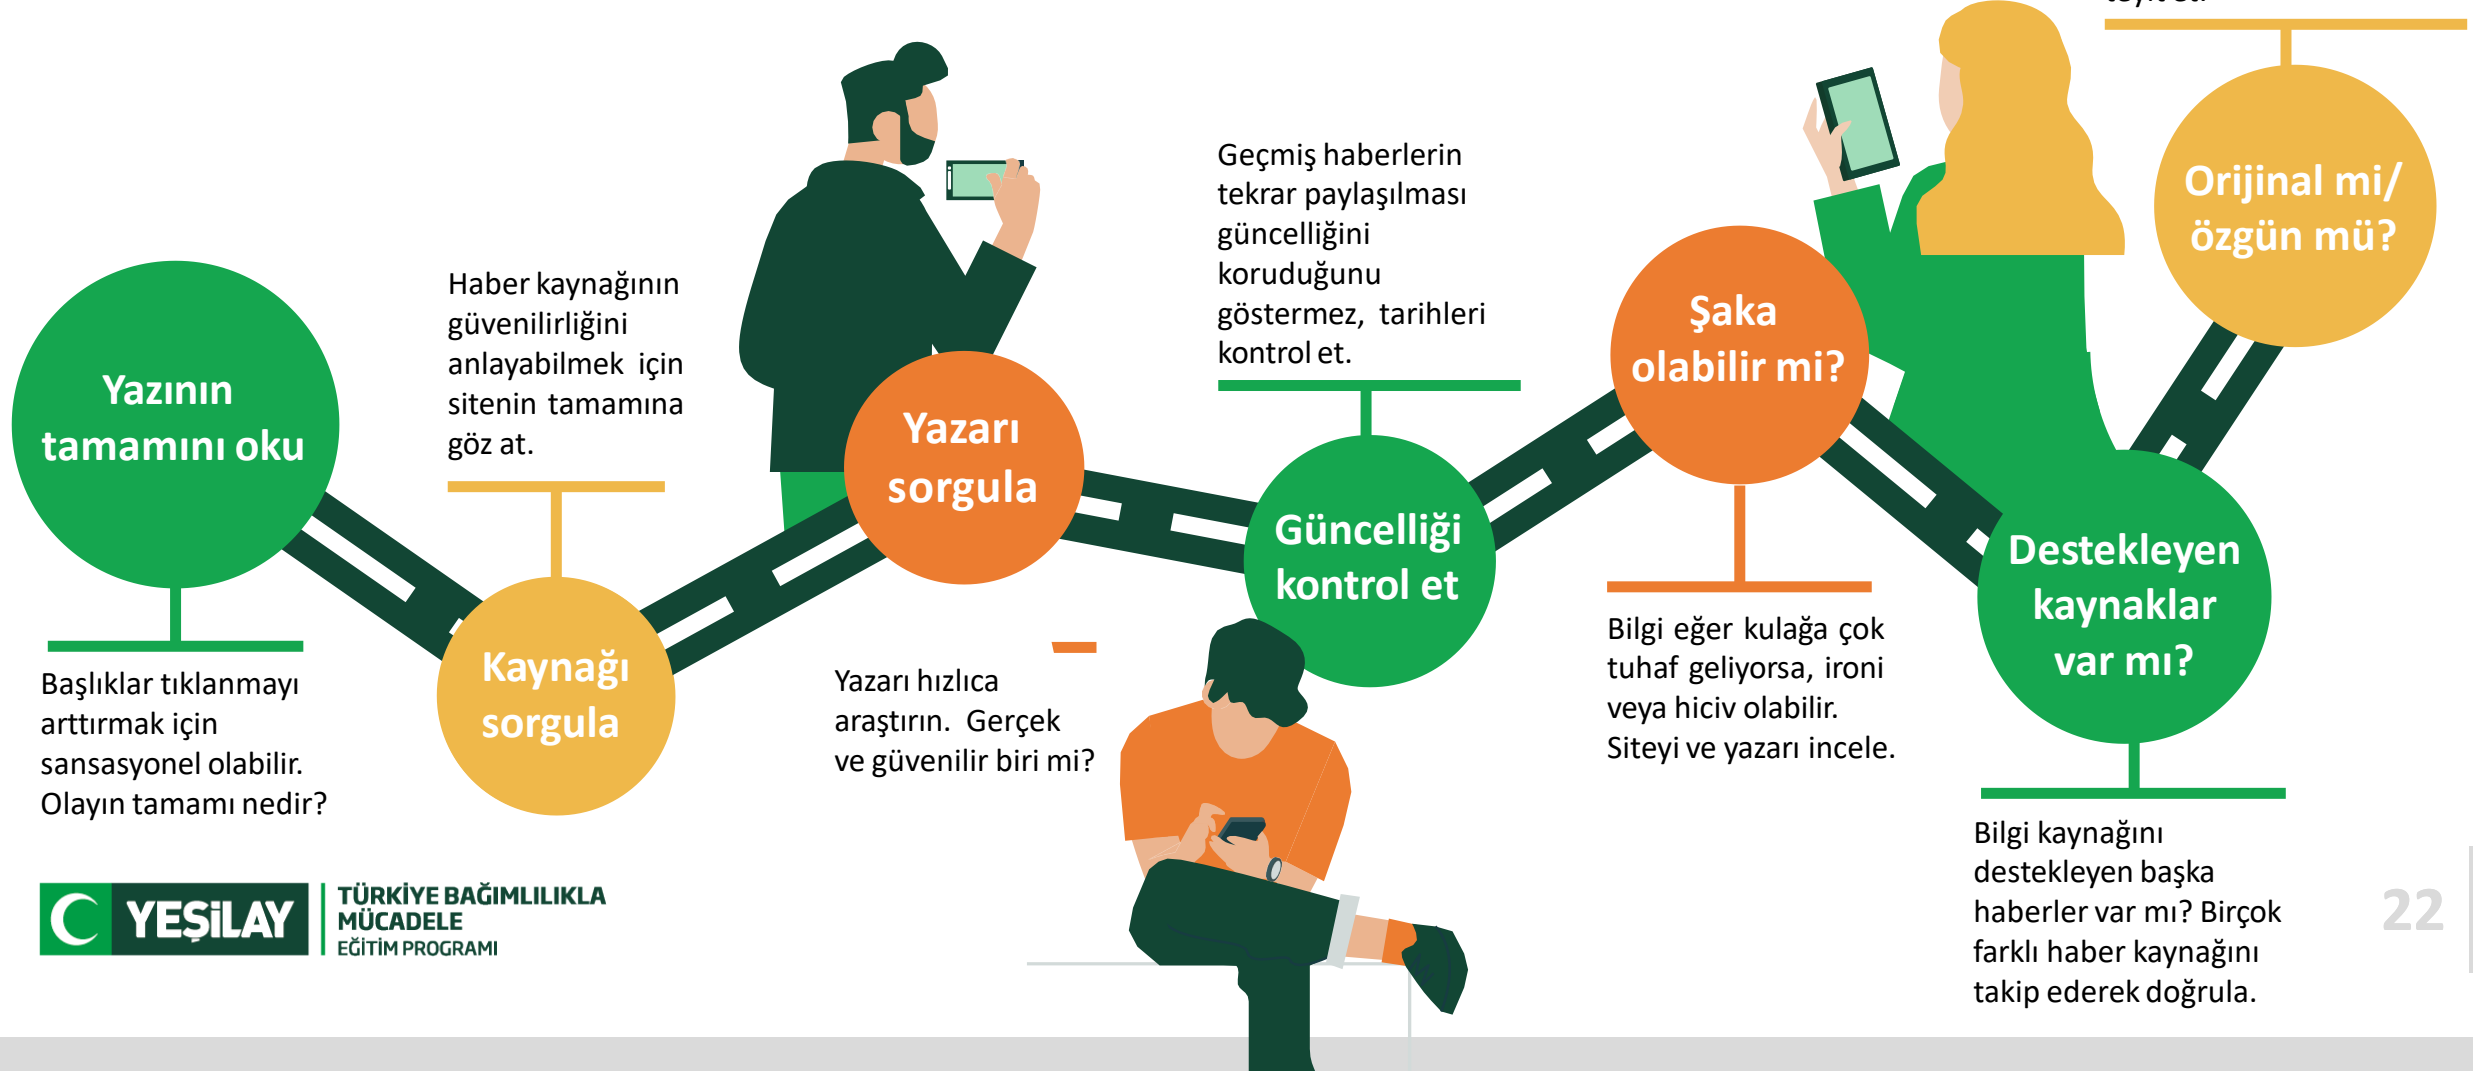 Yazının
tamamını oku
Başlıklar tıklanmayı
arttırmak için
sansasyonel olabilir.
Olayın tamamı nedir?
Haber kaynağının
güvenilirliğini
anlayabilmek için
sitenin tamamına
göz at.
Kaynağı
sorgula
Yazarı
sorgula
Yazarı hızlıca
araştırın. Gerçek
ve güvenilir biri mi?
Geçmiş haberlerin
tekrar paylaşılması
güncelliğini
koruduğunu
göstermez, tarihleri
kontrol et.
Güncelliği
kontrol et
Şaka
olabilir mi?
Bilgi eğer kulağa çok
tuhaf geliyorsa, ironi
veya hiciv olabilir.
Siteyi ve yazarı incele.
Destekleyen
kaynaklar
var mı?
Bilgi kaynağını
destekleyen başka
haberler var mı? Birçok
farklı haber kaynağını
takip ederek doğrula.
Orijinal mi/
özgün mü?
YEŞİLAY
TÜRKİYE BAĞIMLILIKLA
MÜCADELE
EĞİTİM PROGRAMI
22